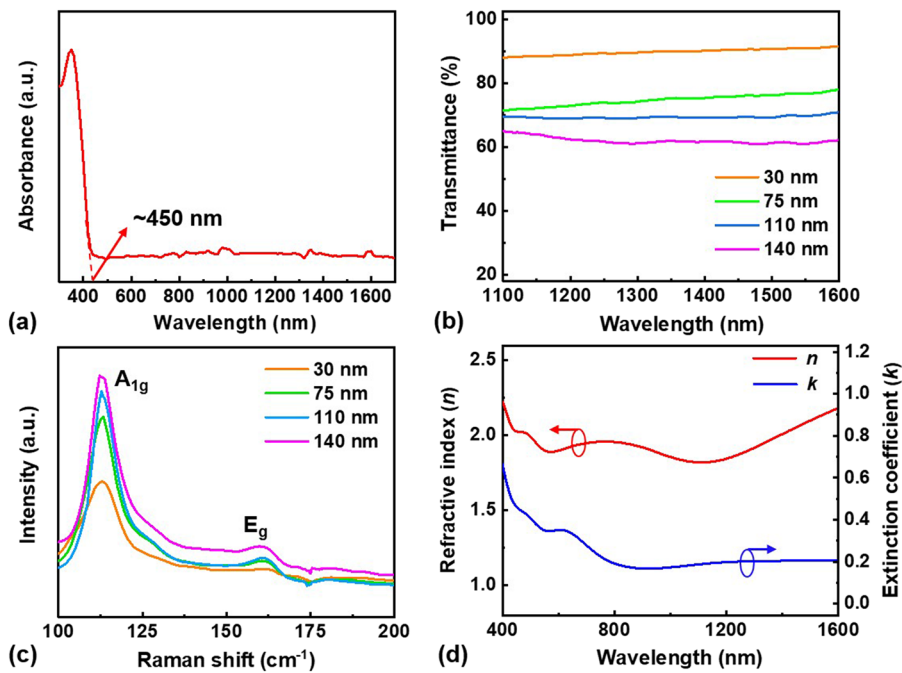 Absorbance (a.u.)
~450 nm
400 600 800 1000 1200 1400 1600
Wavelength (nm)
(a)
Transmittance (%)
100
80
60
40
20
30 nm
75 nm
110 nm
140 nm
1100 1200 1300 1400 1500 1600
Wavelength (nm)
(b)
Intensity (a.u.)
A1g
Eg
30 nm
75 nm
110 nm
140 nm
100 125 150 175 200
Raman shift (cm-1)
(c)
Refractive index (n)
2.5
2.0
1.5
1.0
n
k
1.2
1.0
0.8
0.6
0.4
0.2
0.0
Extinction coefficient (k)
400 800 1200 1600
Wavelength (nm)
(d)